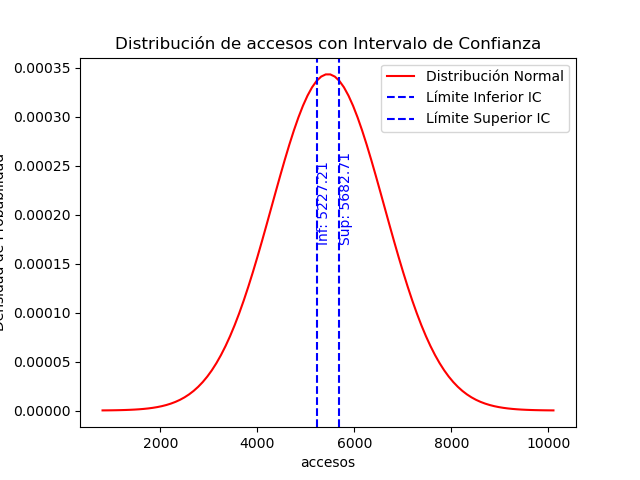 Distribución de accesos con Intervalo de Confianza
Distribución Normal
Límite Inferior IC
Límite Superior IC
0.00035
0.00030
0.00025
0.00020
0.00015
0.00010
0.00005
0.00000
Inf: 5227.21
Sup: 5682.71
2000 4000 6000 8000 10000
accesos